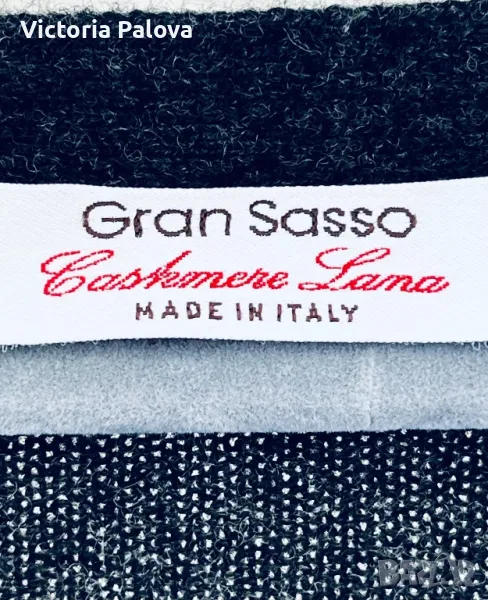 Victoria Palova
Gran Sasso
Cashmere Lana
MADE IN ITALY